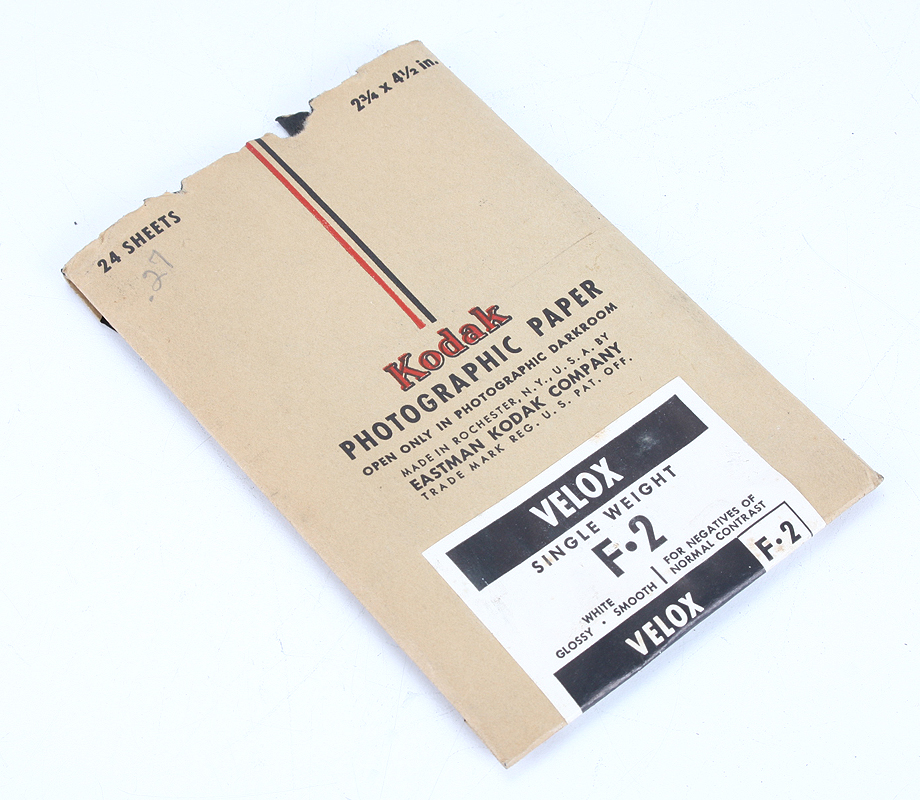 2¾ x 4½ in.
24 SHEETS
.27
Kodak
PHOTOGRAPHIC PAPER
OPEN ONLY IN PHOTOGRAPHIC DARKROOM
MADE IN ROCHESTER, N.Y., U.S.A. BY
EASTMAN KODAK COMPANY
TRADE MARK REG. U.S. PAT. OFF.
VELOX
SINGLE WEIGHT
F•2
WHITE
GLOSSY • SMOOTH
FOR NEGATIVES OF
NORMAL CONTRAST
F•2
VELOX